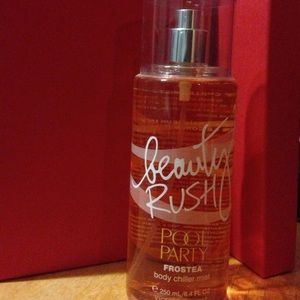 beauty
RUSH
POOL
PARTY
FROSTEA
body chiller mist
e 250 mL/8.4 FL OZ